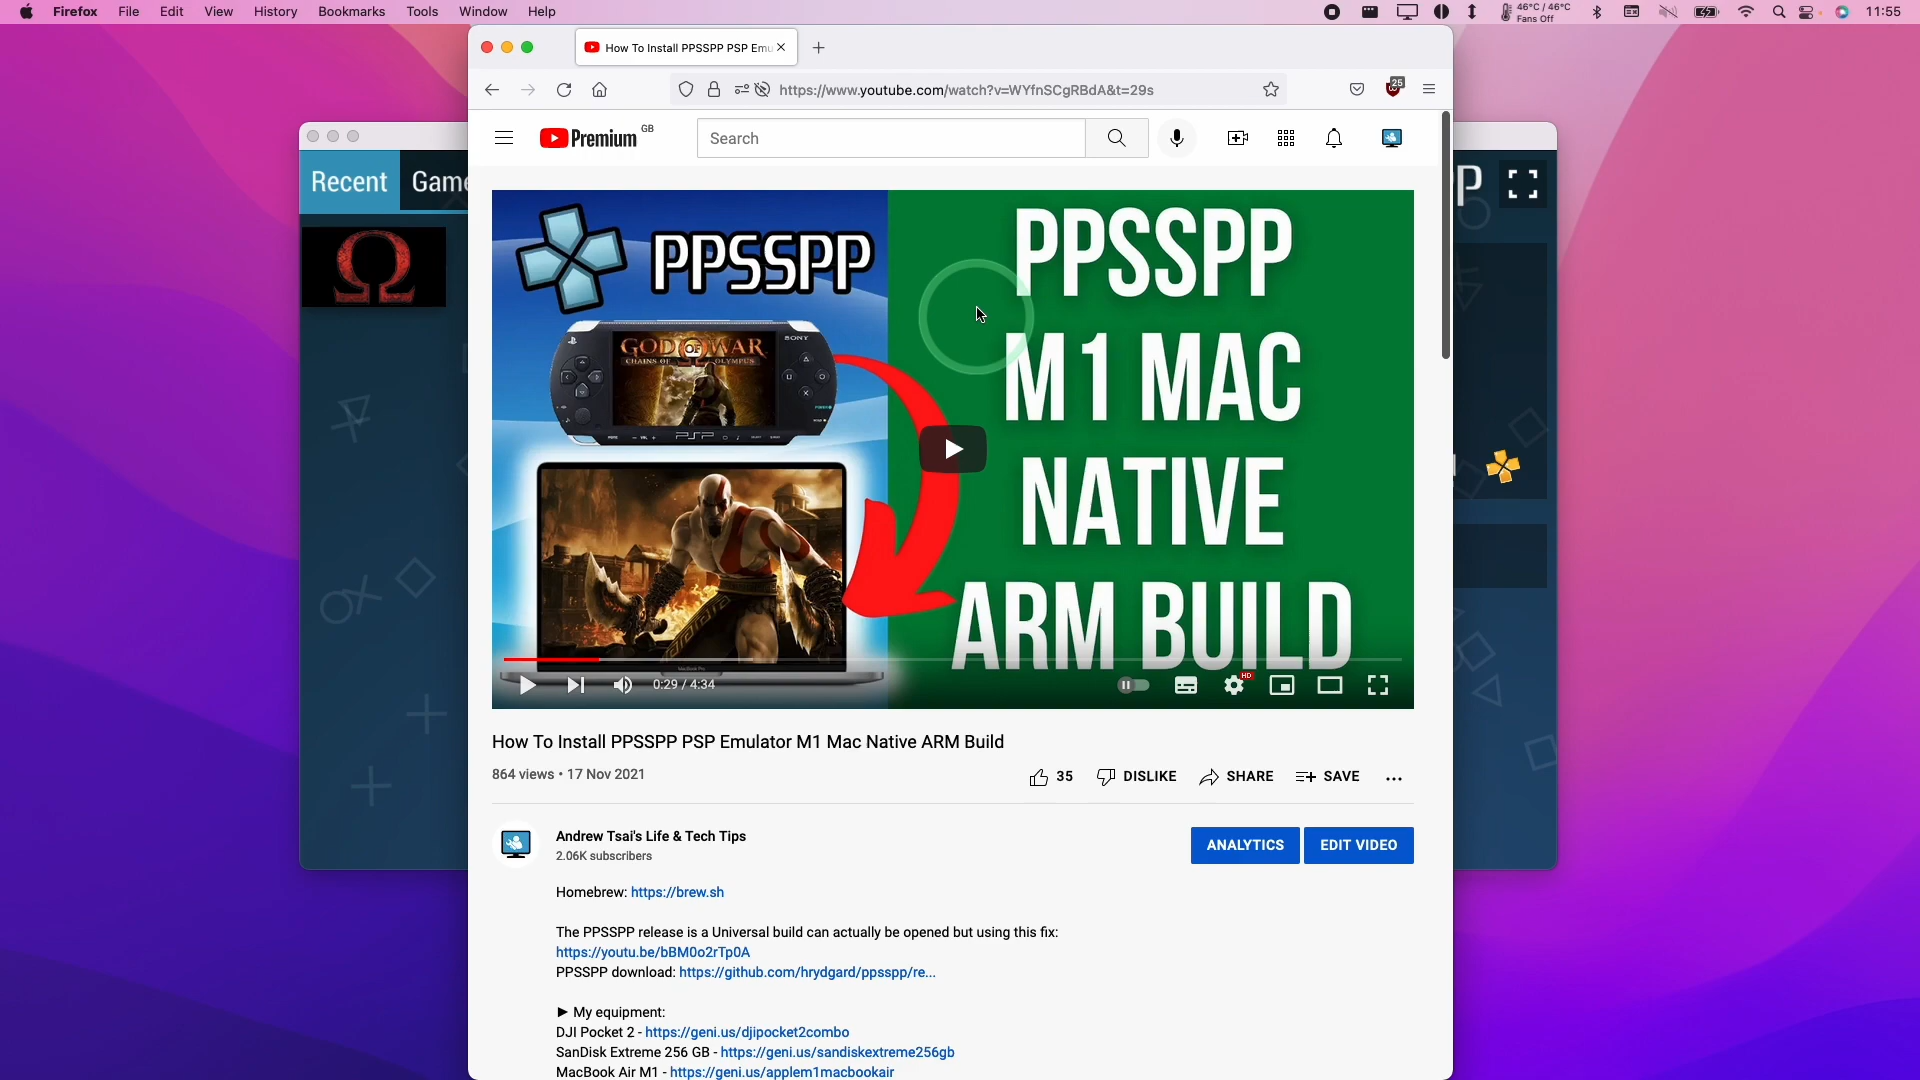 Firefox File Edit View History Bookmarks Tools Window Help
46°C / 46°C
Fans Off
11:55
How To Install PPSSPP PSP Emu
25
https://www.youtube.com/watch?v=WYfnSCgRBdA&t=29s
Premium GB
Search
Recent
Game
P
PPSSPP
SONY
GOD OF WAR
CHAINS OF OLYMPUS
PSP
MacBook Pro
PPSSPP
M1 MAC
NATIVE
ARM BUILD
0:29 / 4:34
HD
How To Install PPSSPP PSP Emulator M1 Mac Native ARM Build
864 views • 17 Nov 2021
35 DISLIKE SHARE SAVE ...
Andrew Tsai's Life & Tech Tips
2.06K subscribers
ANALYTICS EDIT VIDEO
Homebrew: https://brew.sh
The PPSSPP release is a Universal build can actually be opened but using this fix:
https://youtu.be/bBM0o2rTp0A
PPSSPP download: https://github.com/hrydgard/ppsspp/re...
► My equipment:
DJI Pocket 2 - https://geni.us/djipocket2combo
SanDisk Extreme 256 GB - https://geni.us/sandiskextreme256gb
MacBook Air M1 - https://geni.us/applem1macbookair